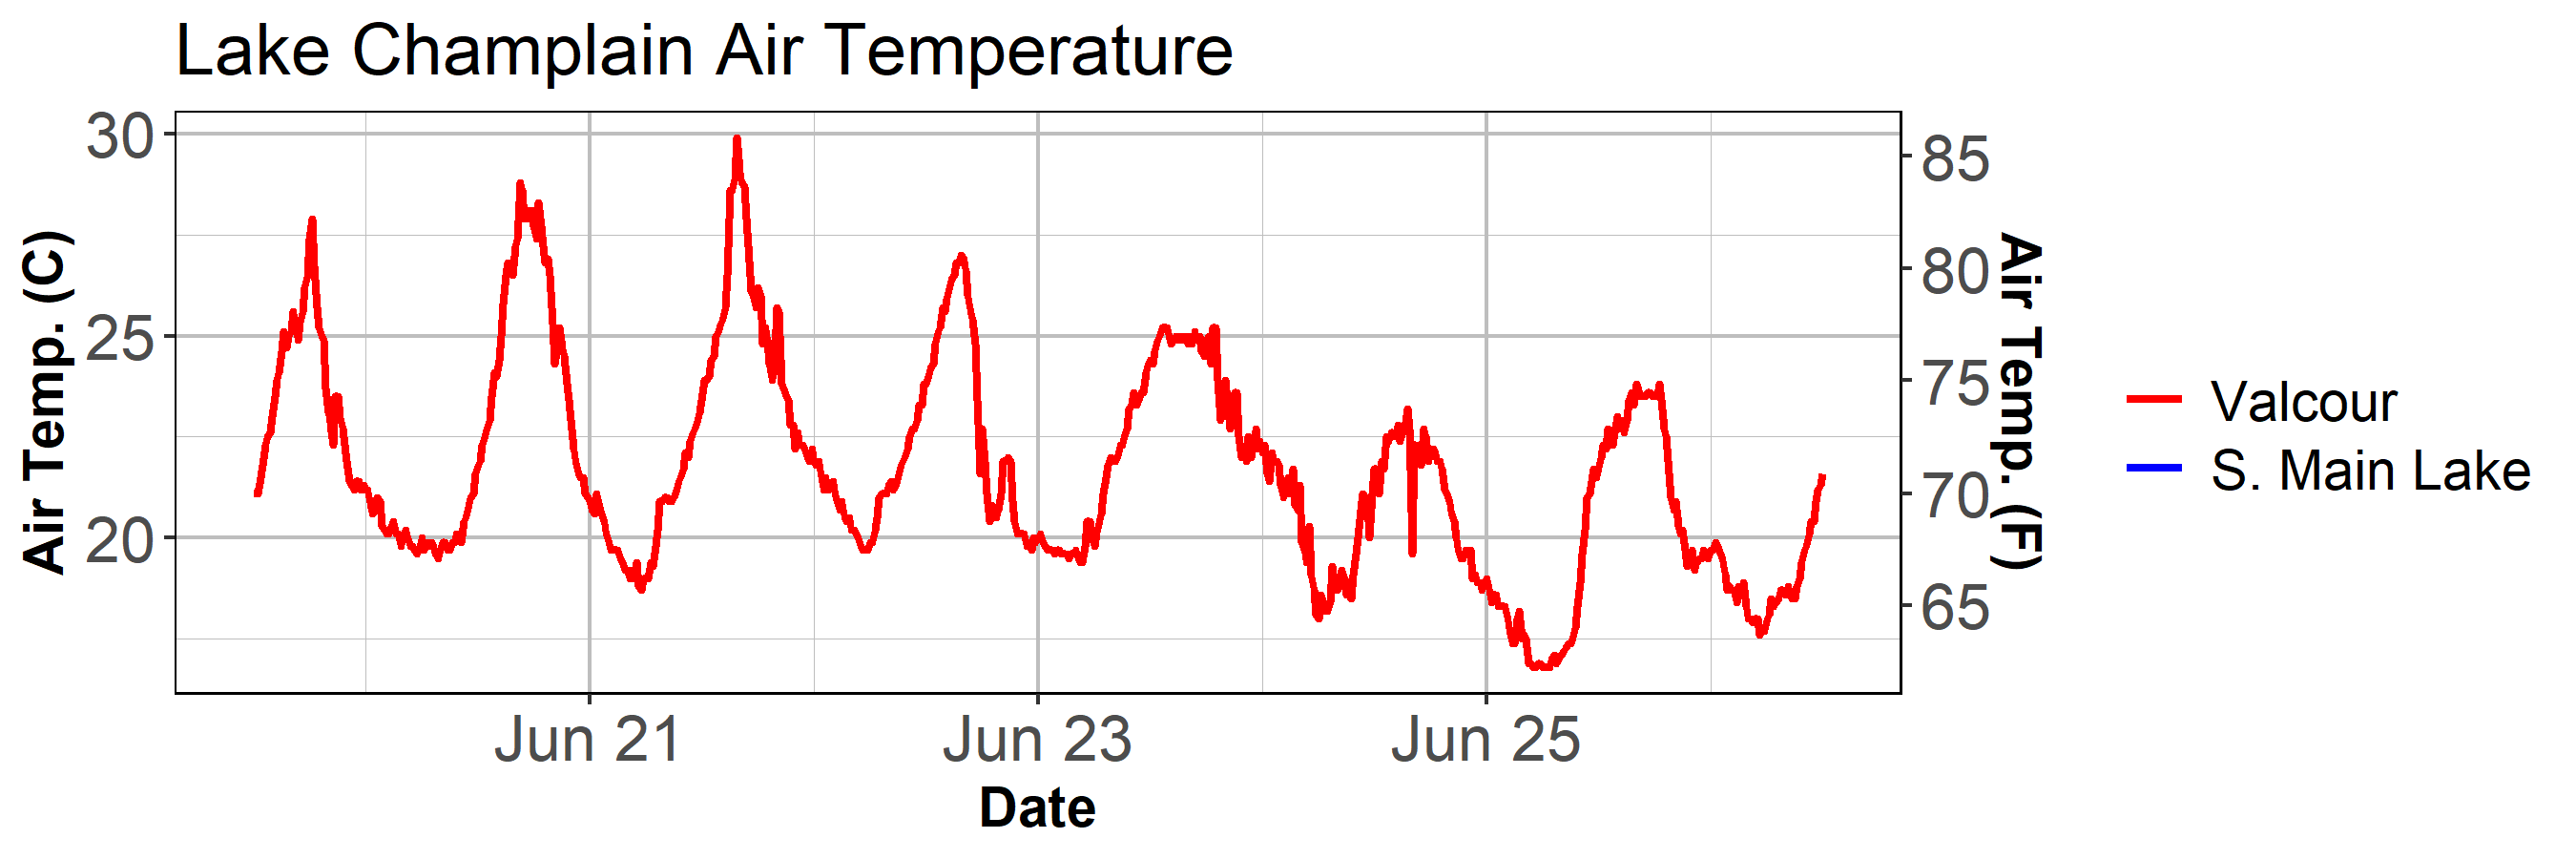 Lake Champlain Air Temperature
30
25
20
Air Temp. (C)
85
80
75
70
65
Air Temp. (F)
Jun 21
Jun 23
Jun 25
Date
Valcour
S. Main Lake